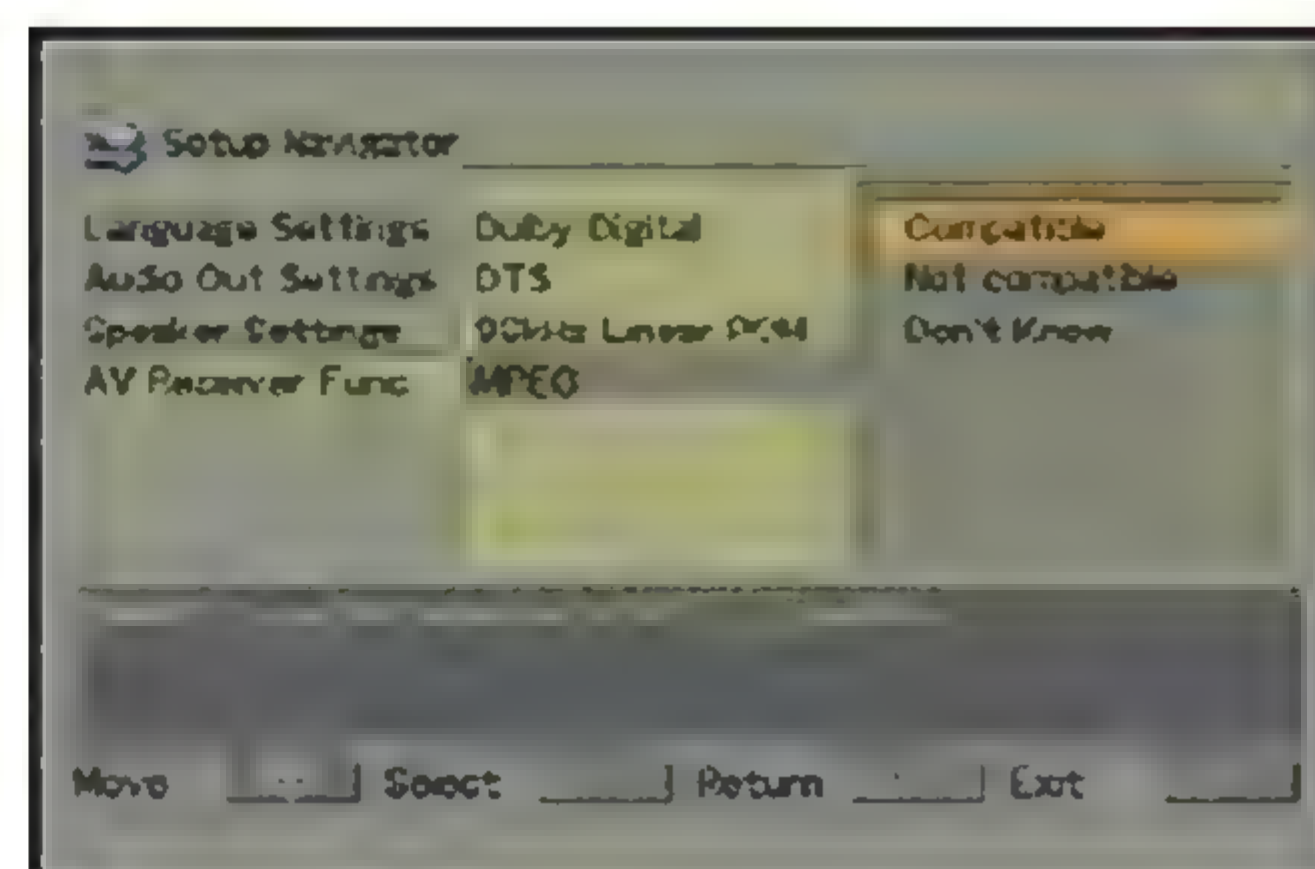 Setup Navigator
Language Settings Dolby Digital Compatible
Audio Out Settings DTS Not compatible
Speaker Settings 96kHz Linear PCM Don't Know
AV Receiver Func MPEG
Move Select Return Exit